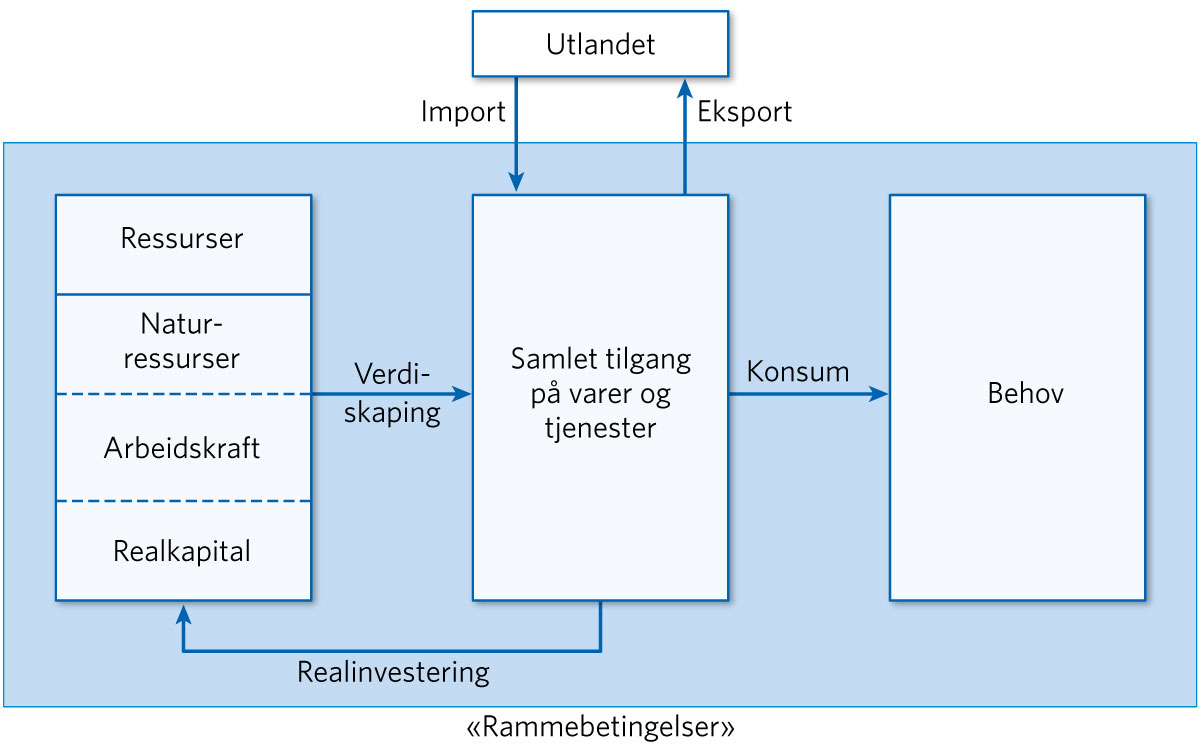 Utlandet
Import
Eksport
Ressurser
Natur-
ressurser
Arbeidskraft
Realkapital
Verdi-
skaping
Samlet tilgang
på varer og
tjenester
Konsum
Behov
Realinvestering
«Rammebetingelser»